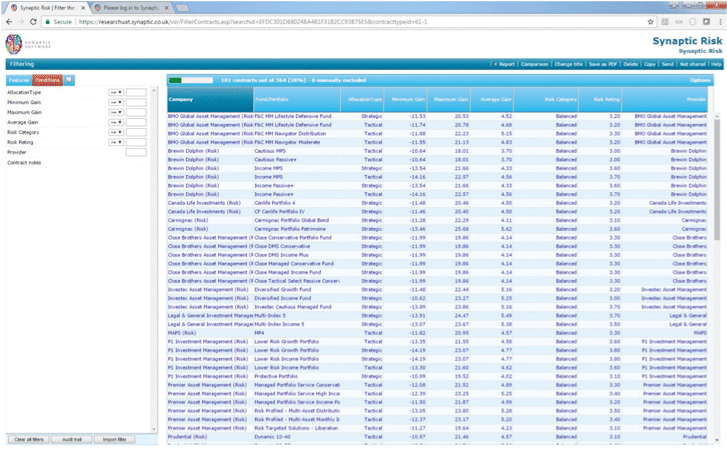 Synaptic Risk | Filter the
Please log in to Synaptic
Secure
SYNAPTIC SOFTWARE
Synaptic Risk
Synaptic Risk
Filtering
Report | Comparison | Change title | Save as PDF | Delete | Copy | Send | Not shared | Help
Features Conditions
AllocationType >=
Minimum Gain >=
Maximum Gain >=
Average Gain >=
Risk Category >=
Risk Rating >=
Provider
Contract notes
101 contracts out of 364 (28%) - 0 manually excluded Options
Company Fund/Portfolio AllocationType Minimum Gain Maximum Gain Average Gain Risk Category Risk Rating Provider
BMO Global Asset Management (Risk F&C MM Lifestyle Defensive Fund Strategic -11.53 20.53 4.52 Balanced 3.20 BMO Global Asset Management
BMO Global Asset Management (Risk F&C MM Lifestyle Defensive Fund Tactical -11.74 20.78 4.68 Balanced 3.20 BMO Global Asset Management
BMO Global Asset Management (Risk F&C MM Navigator Distribution Tactical -11.88 22.23 5.15 Balanced 3.30 BMO Global Asset Management
BMO Global Asset Management (Risk F&C MM Navigator Moderate Tactical -11.55 21.13 4.83 Balanced 3.20 BMO Global Asset Management
Brewin Dolphin (Risk) Cautious MPS Tactical -10.64 18.01 3.70 Balanced 3.00 Brewin Dolphin
Brewin Dolphin (Risk) Cautious Passive+ Tactical -10.64 18.01 3.70 Balanced 3.00 Brewin Dolphin
Brewin Dolphin (Risk) Income MPS Strategic -13.54 21.66 4.33 Balanced 3.60 Brewin Dolphin
Brewin Dolphin (Risk) Income MPS Tactical -14.16 22.57 4.56 Balanced 3.70 Brewin Dolphin
Brewin Dolphin (Risk) Income Passive+ Strategic -13.54 21.66 4.33 Balanced 3.60 Brewin Dolphin
Brewin Dolphin (Risk) Income Passive+ Tactical -14.16 22.57 4.56 Balanced 3.70 Brewin Dolphin
Canada Life Investments (Risk) Canlife Portfolio 4 Strategic -11.48 20.46 4.50 Balanced 3.20 Canada Life Investments
Canada Life Investments (Risk) CF Canlife Portfolio IV Strategic -11.46 20.40 4.50 Balanced 3.20 Canada Life Investments
Carmignac (Risk) Carmignac Portfolio Global Bond Strategic -11.28 22.29 4.11 Balanced 3.10 Carmignac
Carmignac (Risk) Carmignac Portfolio Patrimoine Strategic -13.46 25.68 5.62 Balanced 3.60 Carmignac
Close Brothers Asset Management (F Close Conservative Portfolio Fund Strategic -11.99 19.86 4.14 Balanced 3.30 Close Brothers
Close Brothers Asset Management (F Close DMS Conservative Strategic -11.99 19.86 4.14 Balanced 3.30 Close Brothers
Close Brothers Asset Management (F Close DMS Income Plus Strategic -11.99 19.86 4.14 Balanced 3.30 Close Brothers
Close Brothers Asset Management (F Close Managed Conservative Fund Strategic -11.99 19.86 4.14 Balanced 3.30 Close Brothers
Close Brothers Asset Management (F Close Managed Income Fund Strategic -11.99 19.86 4.14 Balanced 3.30 Close Brothers
Close Brothers Asset Management (F Close Tactical Select Passive Conserv Strategic -11.99 19.86 4.14 Balanced 3.30 Close Brothers
Investec Asset Management (Risk) Diversified Growth Fund Strategic -11.48 22.44 5.16 Balanced 3.20 Investec Asset Management
Investec Asset Management (Risk) Diversified Income Fund Strategic -10.62 23.27 5.25 Balanced 3.00 Investec Asset Management
Investec Asset Management (Risk) Investec Cautious Managed Fund Strategic -13.89 23.86 5.16 Balanced 3.70 Investec Asset Management
Legal & General Investment Manage Multi-Index 5 Strategic -13.51 24.47 5.49 Balanced 3.70 Legal & General
Legal & General Investment Manage Multi-Index Income 5 Strategic -13.07 23.67 5.38 Balanced 3.50 Legal & General
MAPS (Risk) MP4 Tactical -11.82 20.95 4.57 Balanced 3.30 MAPS
P1 Investment Management (Risk) Lower Risk Growth Portfolio Tactical -13.35 21.55 4.58 Balanced 3.60 P1 Investment Management
P1 Investment Management (Risk) Lower Risk Growth Portfolio Strategic -14.19 23.07 4.77 Balanced 3.80 P1 Investment Management
P1 Investment Management (Risk) Lower Risk Income Portfolio Strategic -14.19 23.07 4.77 Balanced 3.80 P1 Investment Management
P1 Investment Management (Risk) Lower Risk Income Portfolio Tactical -13.30 21.60 4.62 Balanced 3.60 P1 Investment Management
P1 Investment Management (Risk) Protective Portfolio Strategic -10.99 19.52 4.02 Balanced 3.10 P1 Investment Management
Premier Asset Management (Risk) Managed Portfolio Service Conservati Tactical -12.08 21.52 4.89 Balanced 3.30 Premier Asset Management
Premier Asset Management (Risk) Managed Portfolio Service High Inco Tactical -12.39 23.25 5.25 Balanced 3.40 Premier Asset Management
Premier Asset Management (Risk) Managed Portfolio Service Income Fo Tactical -11.50 21.87 4.99 Balanced 3.20 Premier Asset Management
Premier Asset Management (Risk) Risk Profiled - Multi-Asset Distributio Tactical -13.05 23.80 5.28 Balanced 3.50 Premier Asset Management
Premier Asset Management (Risk) Risk Profiled - Multi-Asset Monthly I Tactical -12.37 23.17 5.20 Balanced 3.40 Premier Asset Management
Premier Asset Management (Risk) Risk Targeted Solutions - Liberation Tactical -11.27 19.64 4.23 Balanced 3.10 Premier Asset Management
Prudential (Risk) Dynamic 10-40 Tactical -10.97 21.46 4.57 Balanced 3.10 Prudential
Clear all filters Audit trail Import filter